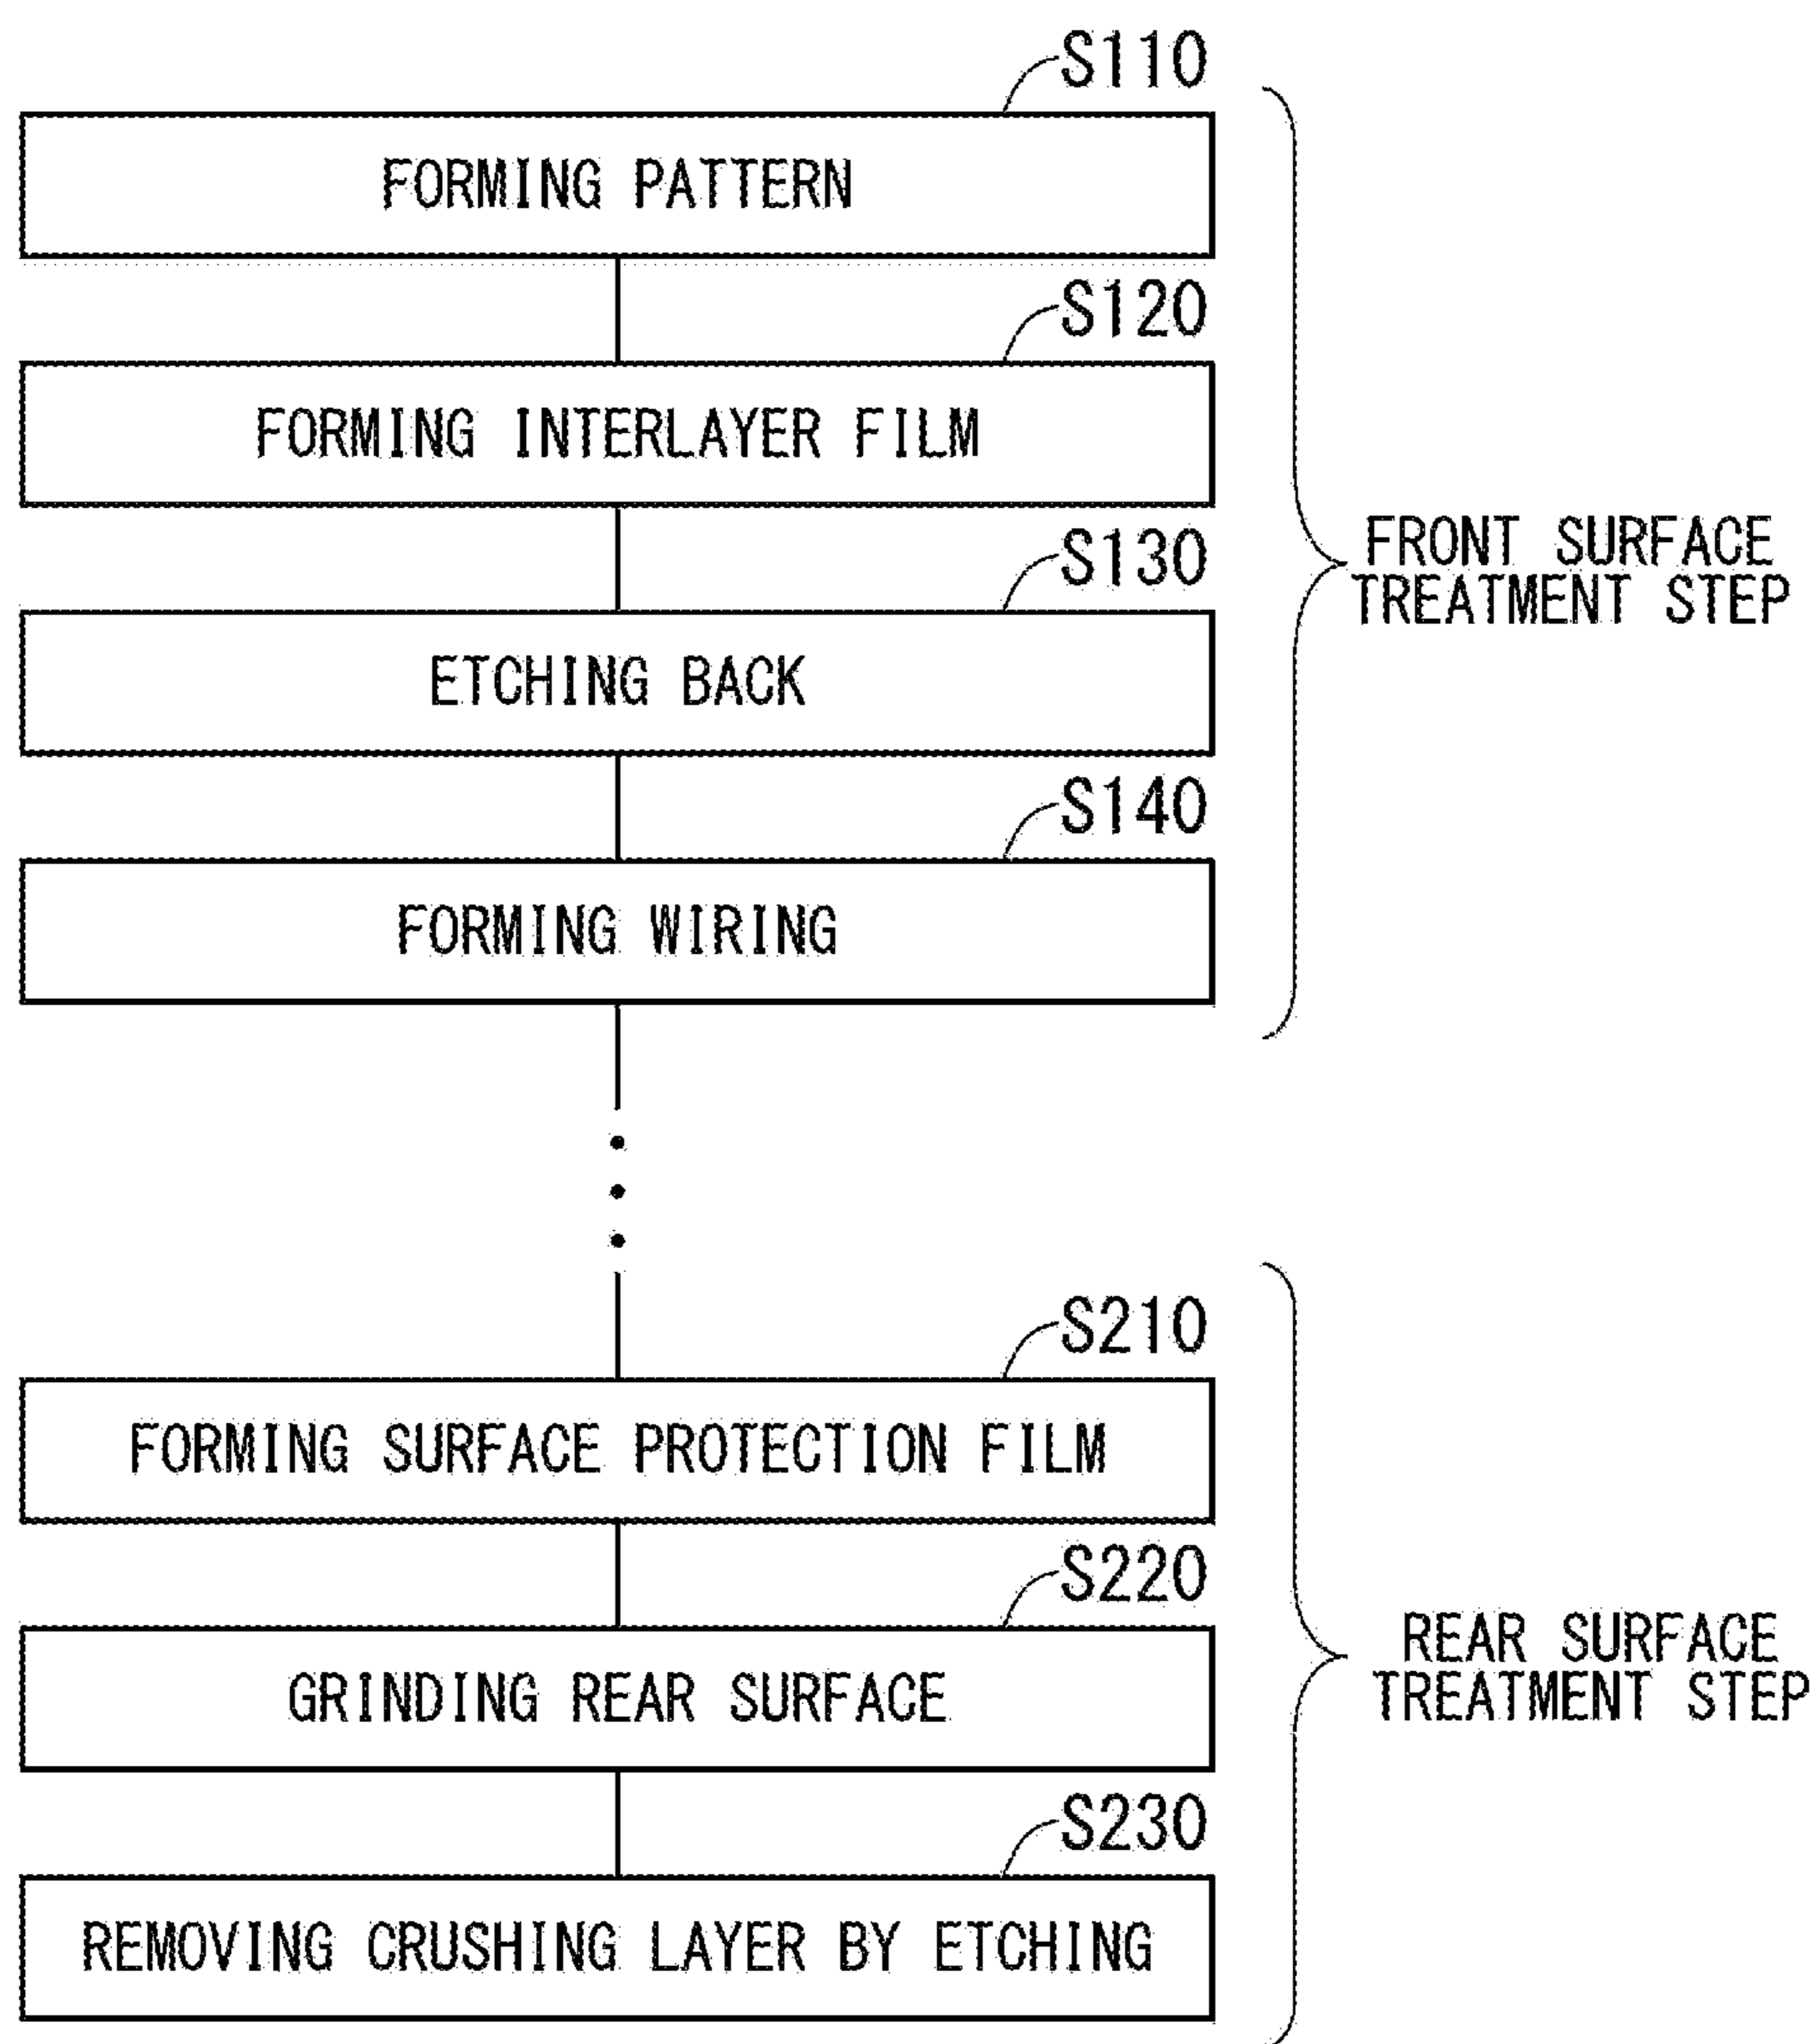 S110
FORMING PATTERN
S120
FORMING INTERLAYER FILM
S130
FRONT SURFACE
TREATMENT STEP
ETCHING BACK
S140
FORMING WIRING
S210
FORMING SURFACE PROTECTION FILM
S220
GRINDING REAR SURFACE
REAR SURFACE
TREATMENT STEP
S230
REMOVING CRUSHING LAYER BY ETCHING